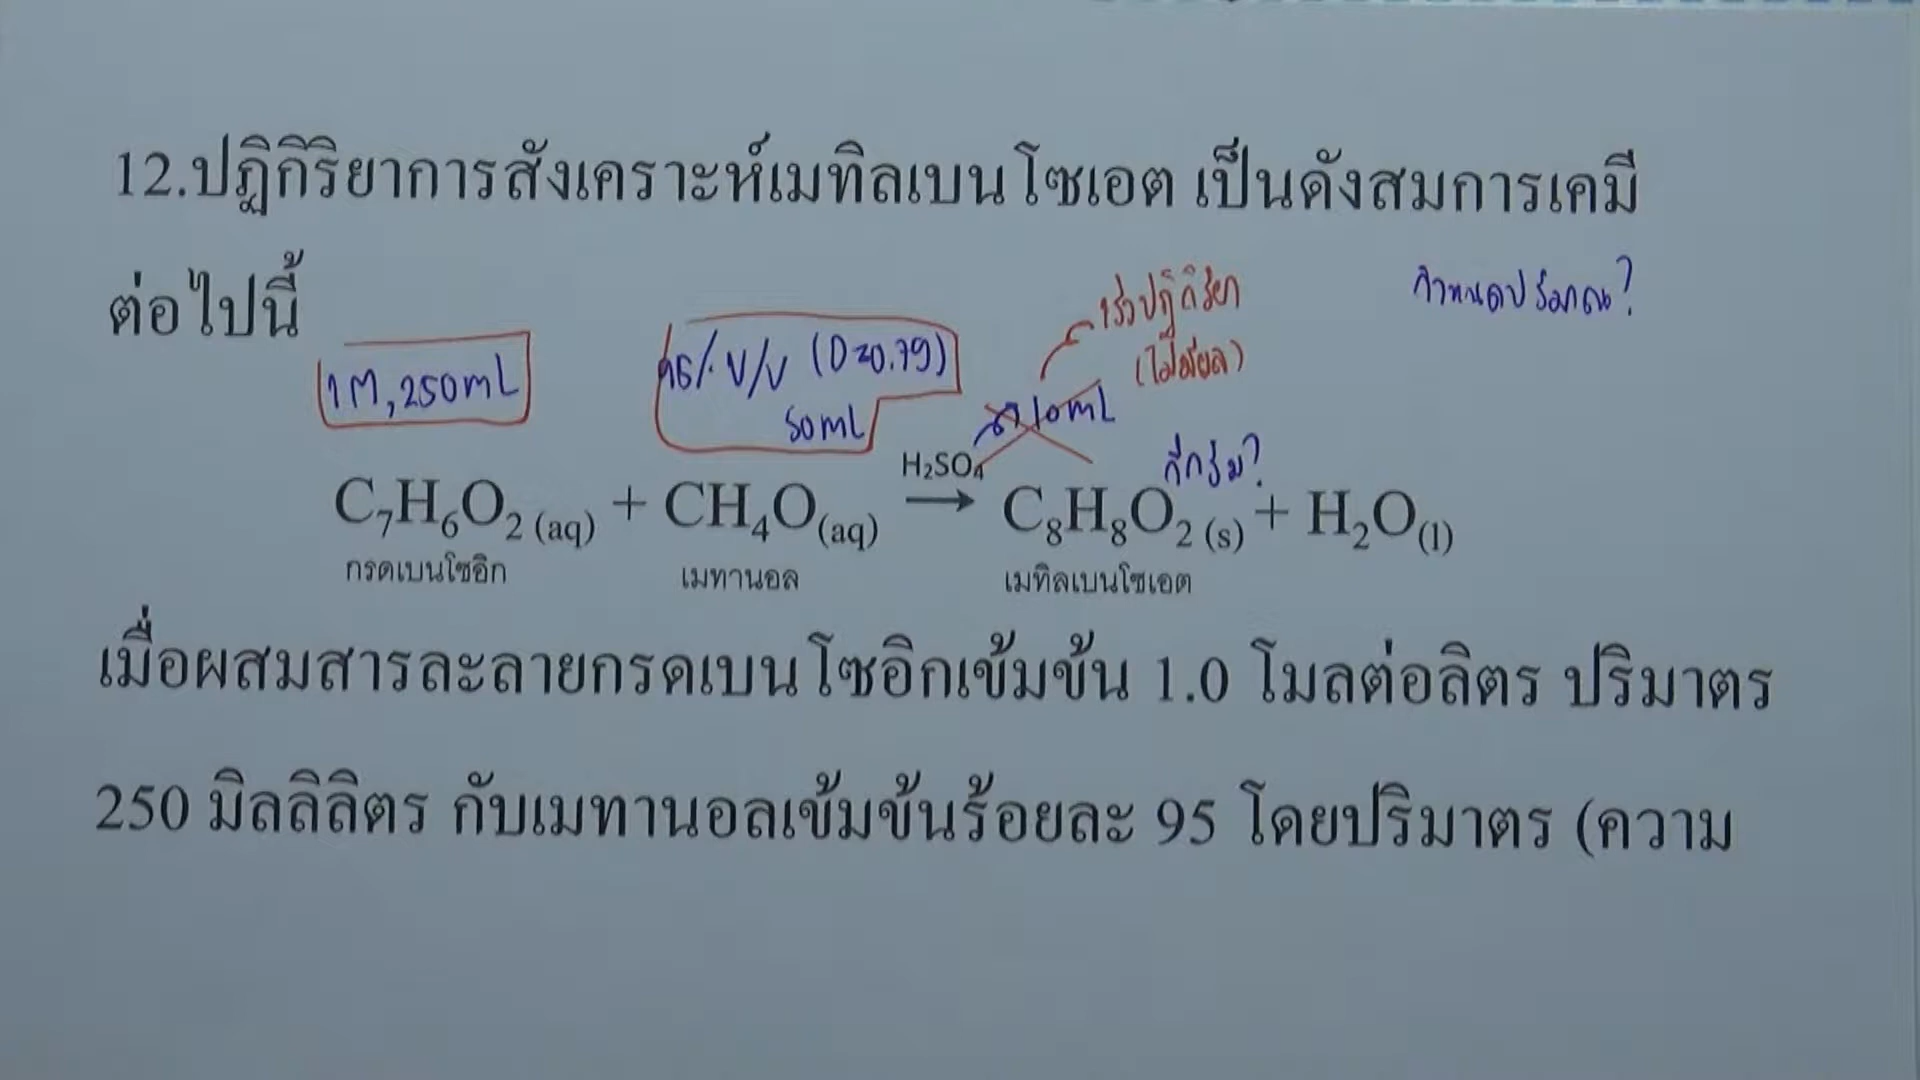 12.ปฏิกิริยาการสังเคราะห์เมทิลเบนโซเอต เป็นดังสมการเคมี
ต่อไปนี้
เร่งปฏิกิริยา
(ไม่มีผล)
กำหนดปริมาณ?
1M,250mL
95% V/V (D=0.79)
50mL
10mL
กี่กรัม?
H₂SO₄
C₇H₆O₂ (aq) + CH₄O(aq) → C₈H₈O₂ (s) + H₂O(l)
กรดเบนโซอิก เมทานอล เมทิลเบนโซเอต
เมื่อผสมสารละลายกรดเบนโซอิกเข้มข้น 1.0 โมลต่อลิตร ปริมาตร
250 มิลลิลิตร กับเมทานอลเข้มข้นร้อยละ 95 โดยปริมาตร (ความ